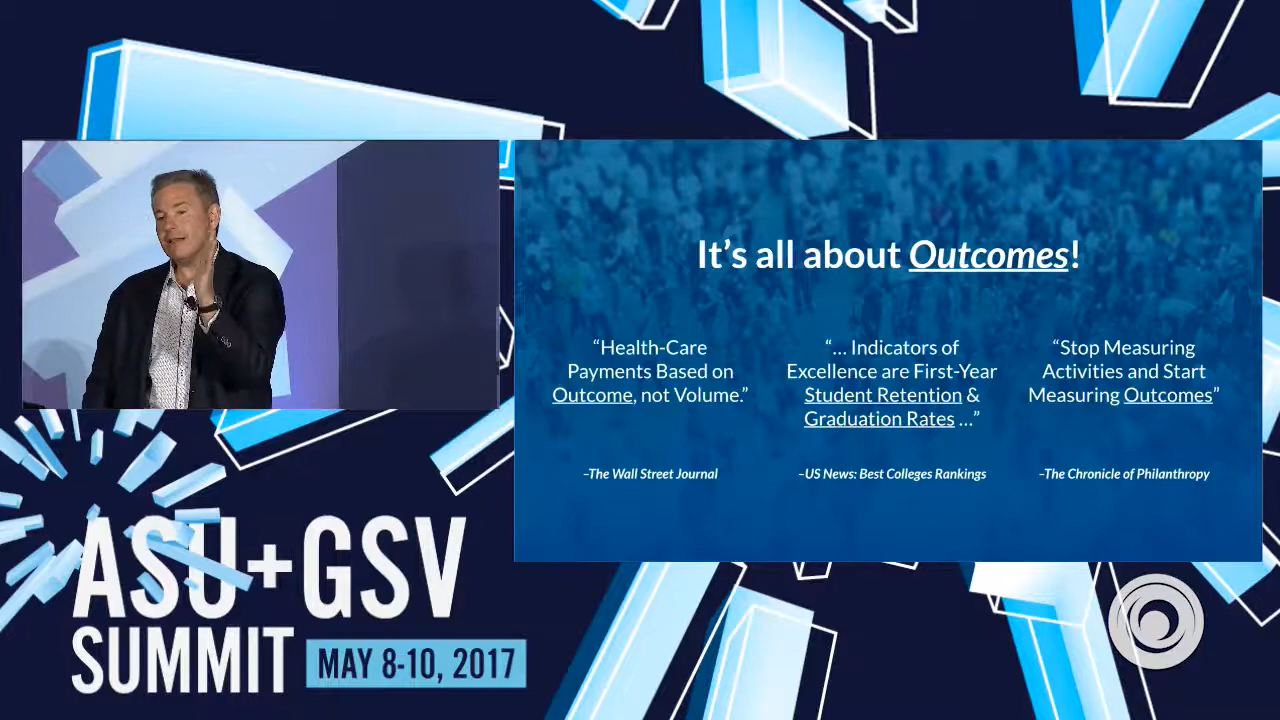 It’s all about Outcomes!
“Health-Care
Payments Based on
Outcome, not Volume.”
–The Wall Street Journal
“... Indicators of
Excellence are First-Year
Student Retention &
Graduation Rates ...”
–US News: Best Colleges Rankings
“Stop Measuring
Activities and Start
Measuring Outcomes”
–The Chronicle of Philanthropy
ASU+GSV
SUMMIT
MAY 8-10, 2017